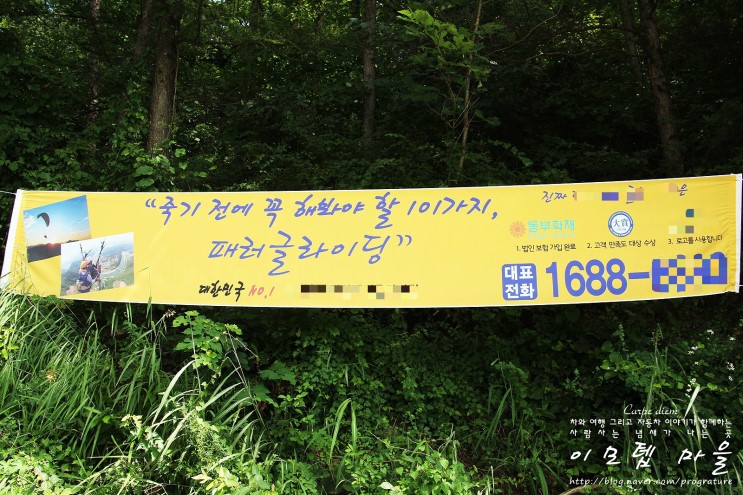 "죽기 전에 꼭 해봐야 할 101가지,
패러글라이딩"
대한민국 NO.1
진짜 은
동부화재
大賞
1. 법인 보험 가입 완료 2. 고객 만족도 대상 수상 3. 로고를 사용합니다
대표
전화 1688-
Carpe diem
차와 여행 그리고 자동차 이야기가 함께하는
사람 사는 냄새가 나는 곳
이모텝 마을
http://blog.naver.com/prograture